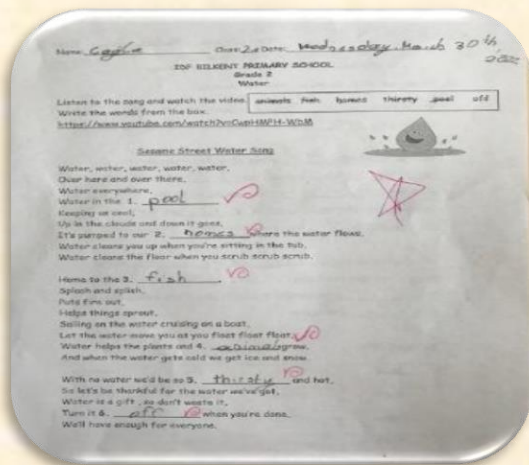 Name: Class: 2 Date: Wednesday, March 30th,
IDF BILKENT PRIMARY SCHOOL
Grade 2
Water
Listen to the song and watch the video.
Write the words from the box.
animals fish homes thirsty pool off
Sesame Street Water Song
Water, water, water, water, water,
Over here and over there,
Water everywhere,
Water in the 1. pool
Keeping us cool,
Up in the clouds and down it goes,
It's pumped to our 2. homes where the water flows.
Water cleans you up when you're sitting in the tub,
Water cleans the floor when you scrub scrub scrub.
Home to the 3. fish,
Splash and splish,
Puts fire out,
Helps things sprout,
Sailing on the water cruising on a boat,
Let the water move you as you float float float,
Water helps the plants and 4. animals grow,
And when the water gets cold we get ice and snow.
With no water we'd be so 5. thirsty and hot,
So let's be thankful for the water we've got,
Water is a gift, so don't waste it,
Turn it 6. off when you're done,
We'll have enough for everyone.